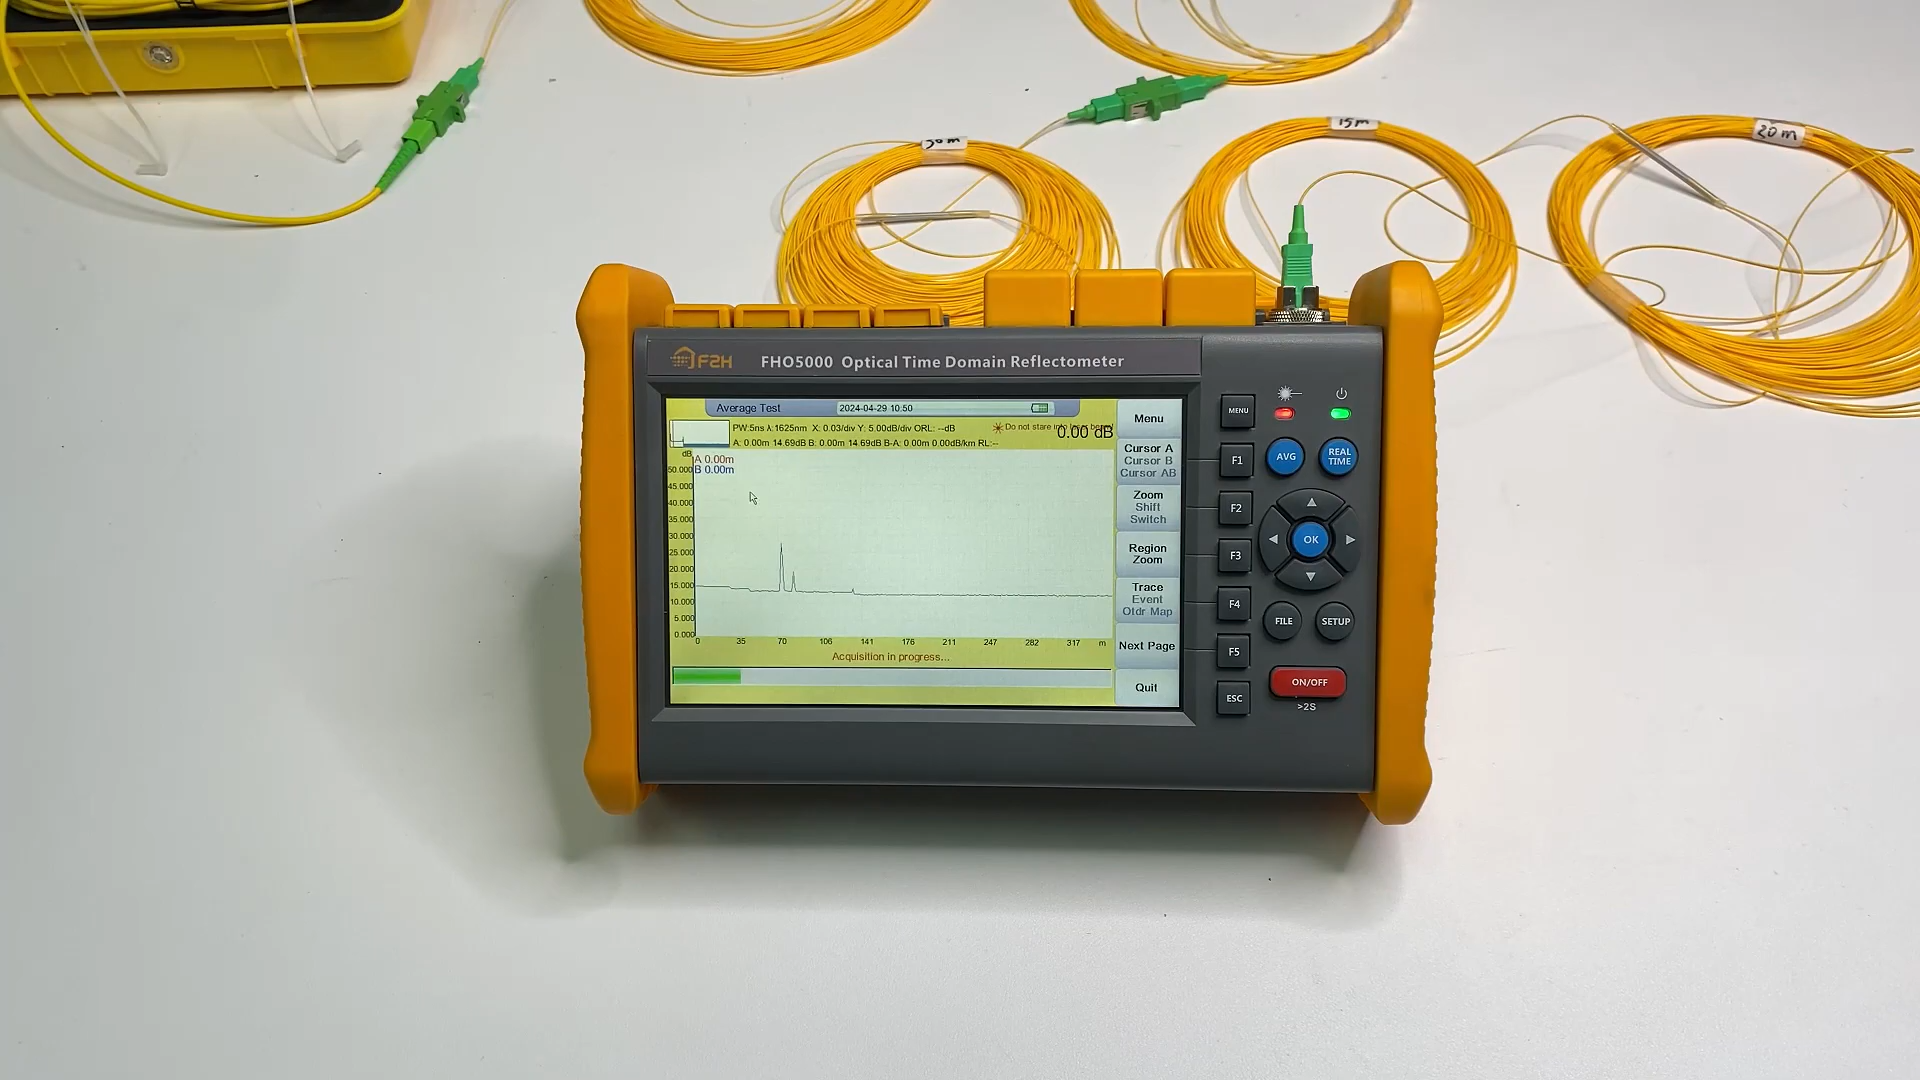 30m
15m
20m
F2H
FHO5000 Optical Time Domain Reflectometer
Average Test
2024-04-29 10:50
PW:5ns λ:1625nm X: 0.03/div Y: 5.00dB/div ORL: --dB
0.00 dB
A: 0.00m 14.69dB B: 0.00m 14.69dB B-A: 0.00m 0.00dB/km RL:--
dB
A 0.00m
B 0.00m
50.000
45.000
40.000
35.000
30.000
25.000
20.000
15.000
10.000
5.000
0.000
0 35 70 106 141 176 211 247 282 317 m
Acquisition in progress...
Menu
Cursor A
Cursor B
Cursor AB
Zoom
Shift
Switch
Region
Zoom
Trace
Event
Otdr Map
Next Page
Quit
MENU
F1
F2
F3
F4
F5
ESC
AVG
REAL
TIME
OK
FILE
SETUP
ON/OFF
>2S